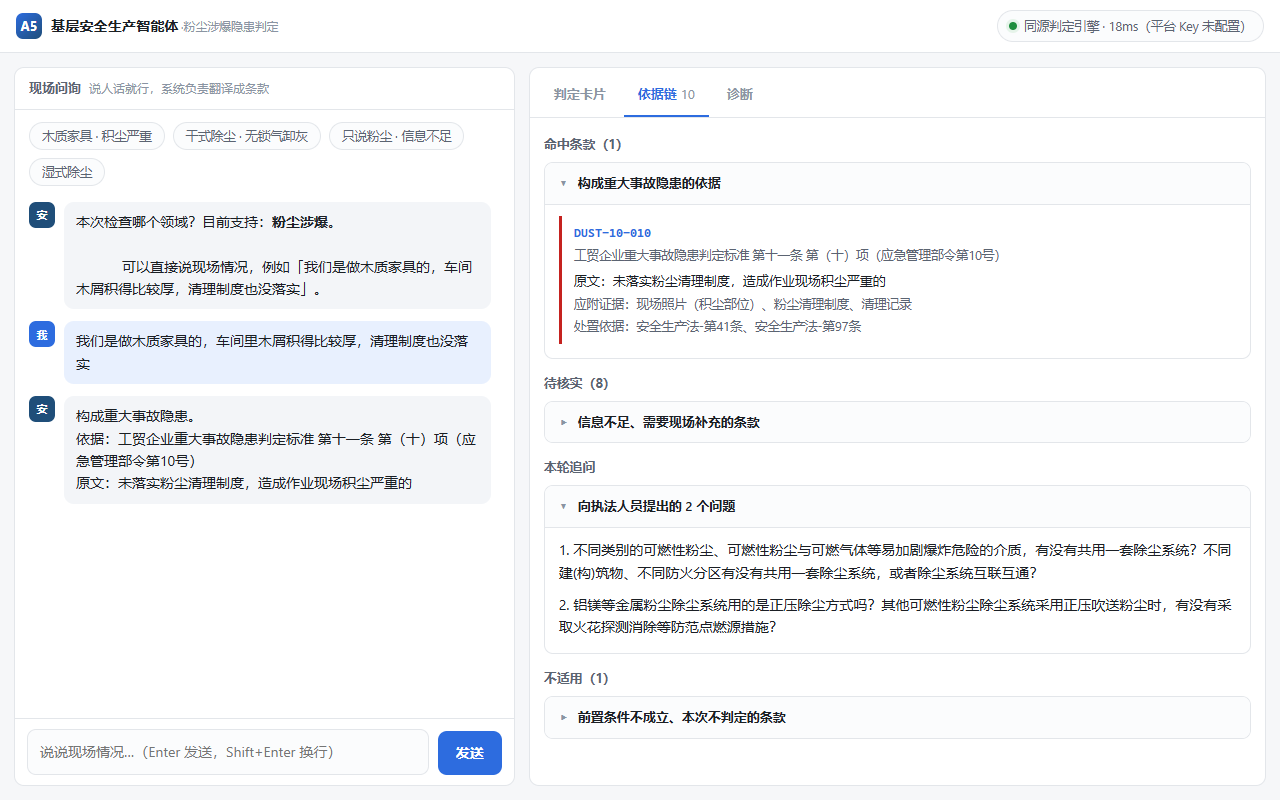 A5 基层安全生产智能体 ·粉尘涉爆隐患判定
同源判定引擎 · 18ms（平台 Key 未配置）
现场问询 说人话就行，系统负责翻译成条款
木质家具 · 积尘严重 干式除尘 · 无锁气卸灰 只说粉尘 · 信息不足
湿式除尘
安
本次检查哪个领域？目前支持：粉尘涉爆。
可以直接说现场情况，例如「我们是做木质家具的，车间
木屑积得比较厚，清理制度也没落实」。
我
我们是做木质家具的，车间里木屑积得比较厚，清理制度也没落
实
安
构成重大事故隐患。
依据：工贸企业重大事故隐患判定标准 第十一条 第（十）项（应
急管理部令第10号）
原文：未落实粉尘清理制度，造成作业现场积尘严重的
说说现场情况...（Enter 发送，Shift+Enter 换行）
发送
判定卡片 依据链 10 诊断
命中条款（1）
▼ 构成重大事故隐患的依据
DUST-10-010
工贸企业重大事故隐患判定标准 第十一条 第（十）项（应急管理部令第10号）
原文：未落实粉尘清理制度，造成作业现场积尘严重的
应附证据：现场照片（积尘部位）、粉尘清理制度、清理记录
处置依据：安全生产法-第41条、安全生产法-第97条
待核实（8）
► 信息不足、需要现场补充的条款
本轮追问
▼ 向执法人员提出的 2 个问题
1. 不同类别的可燃性粉尘、可燃性粉尘与可燃气体等易加剧爆炸危险的介质，有没有共用一套除尘系统？不同
建(构)筑物、不同防火分区有没有共用一套除尘系统，或者除尘系统互联互通？
2. 铝镁等金属粉尘除尘系统用的是正压除尘方式吗？其他可燃性粉尘除尘系统采用正压吹送粉尘时，有没有采
取火花探测消除等防范点燃源措施？
不适用（1）
► 前置条件不成立、本次不判定的条款